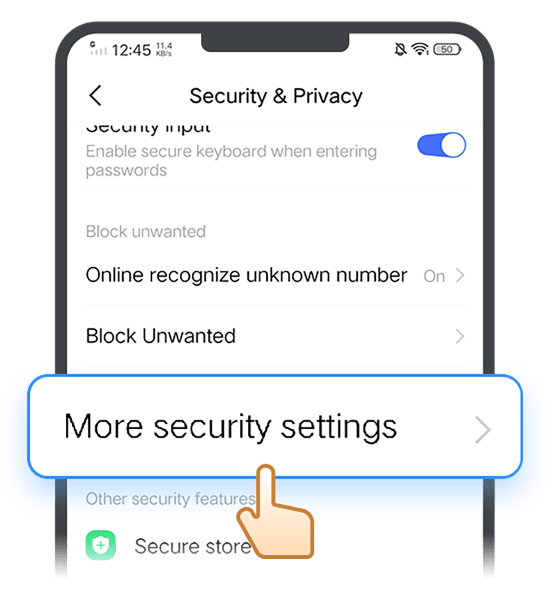 G 12:45 11.4 KB/s 50
Security & Privacy
Security input
Enable secure keyboard when entering
passwords
Block unwanted
Online recognize unknown number On
Block Unwanted
More security settings
Other security features
Secure store